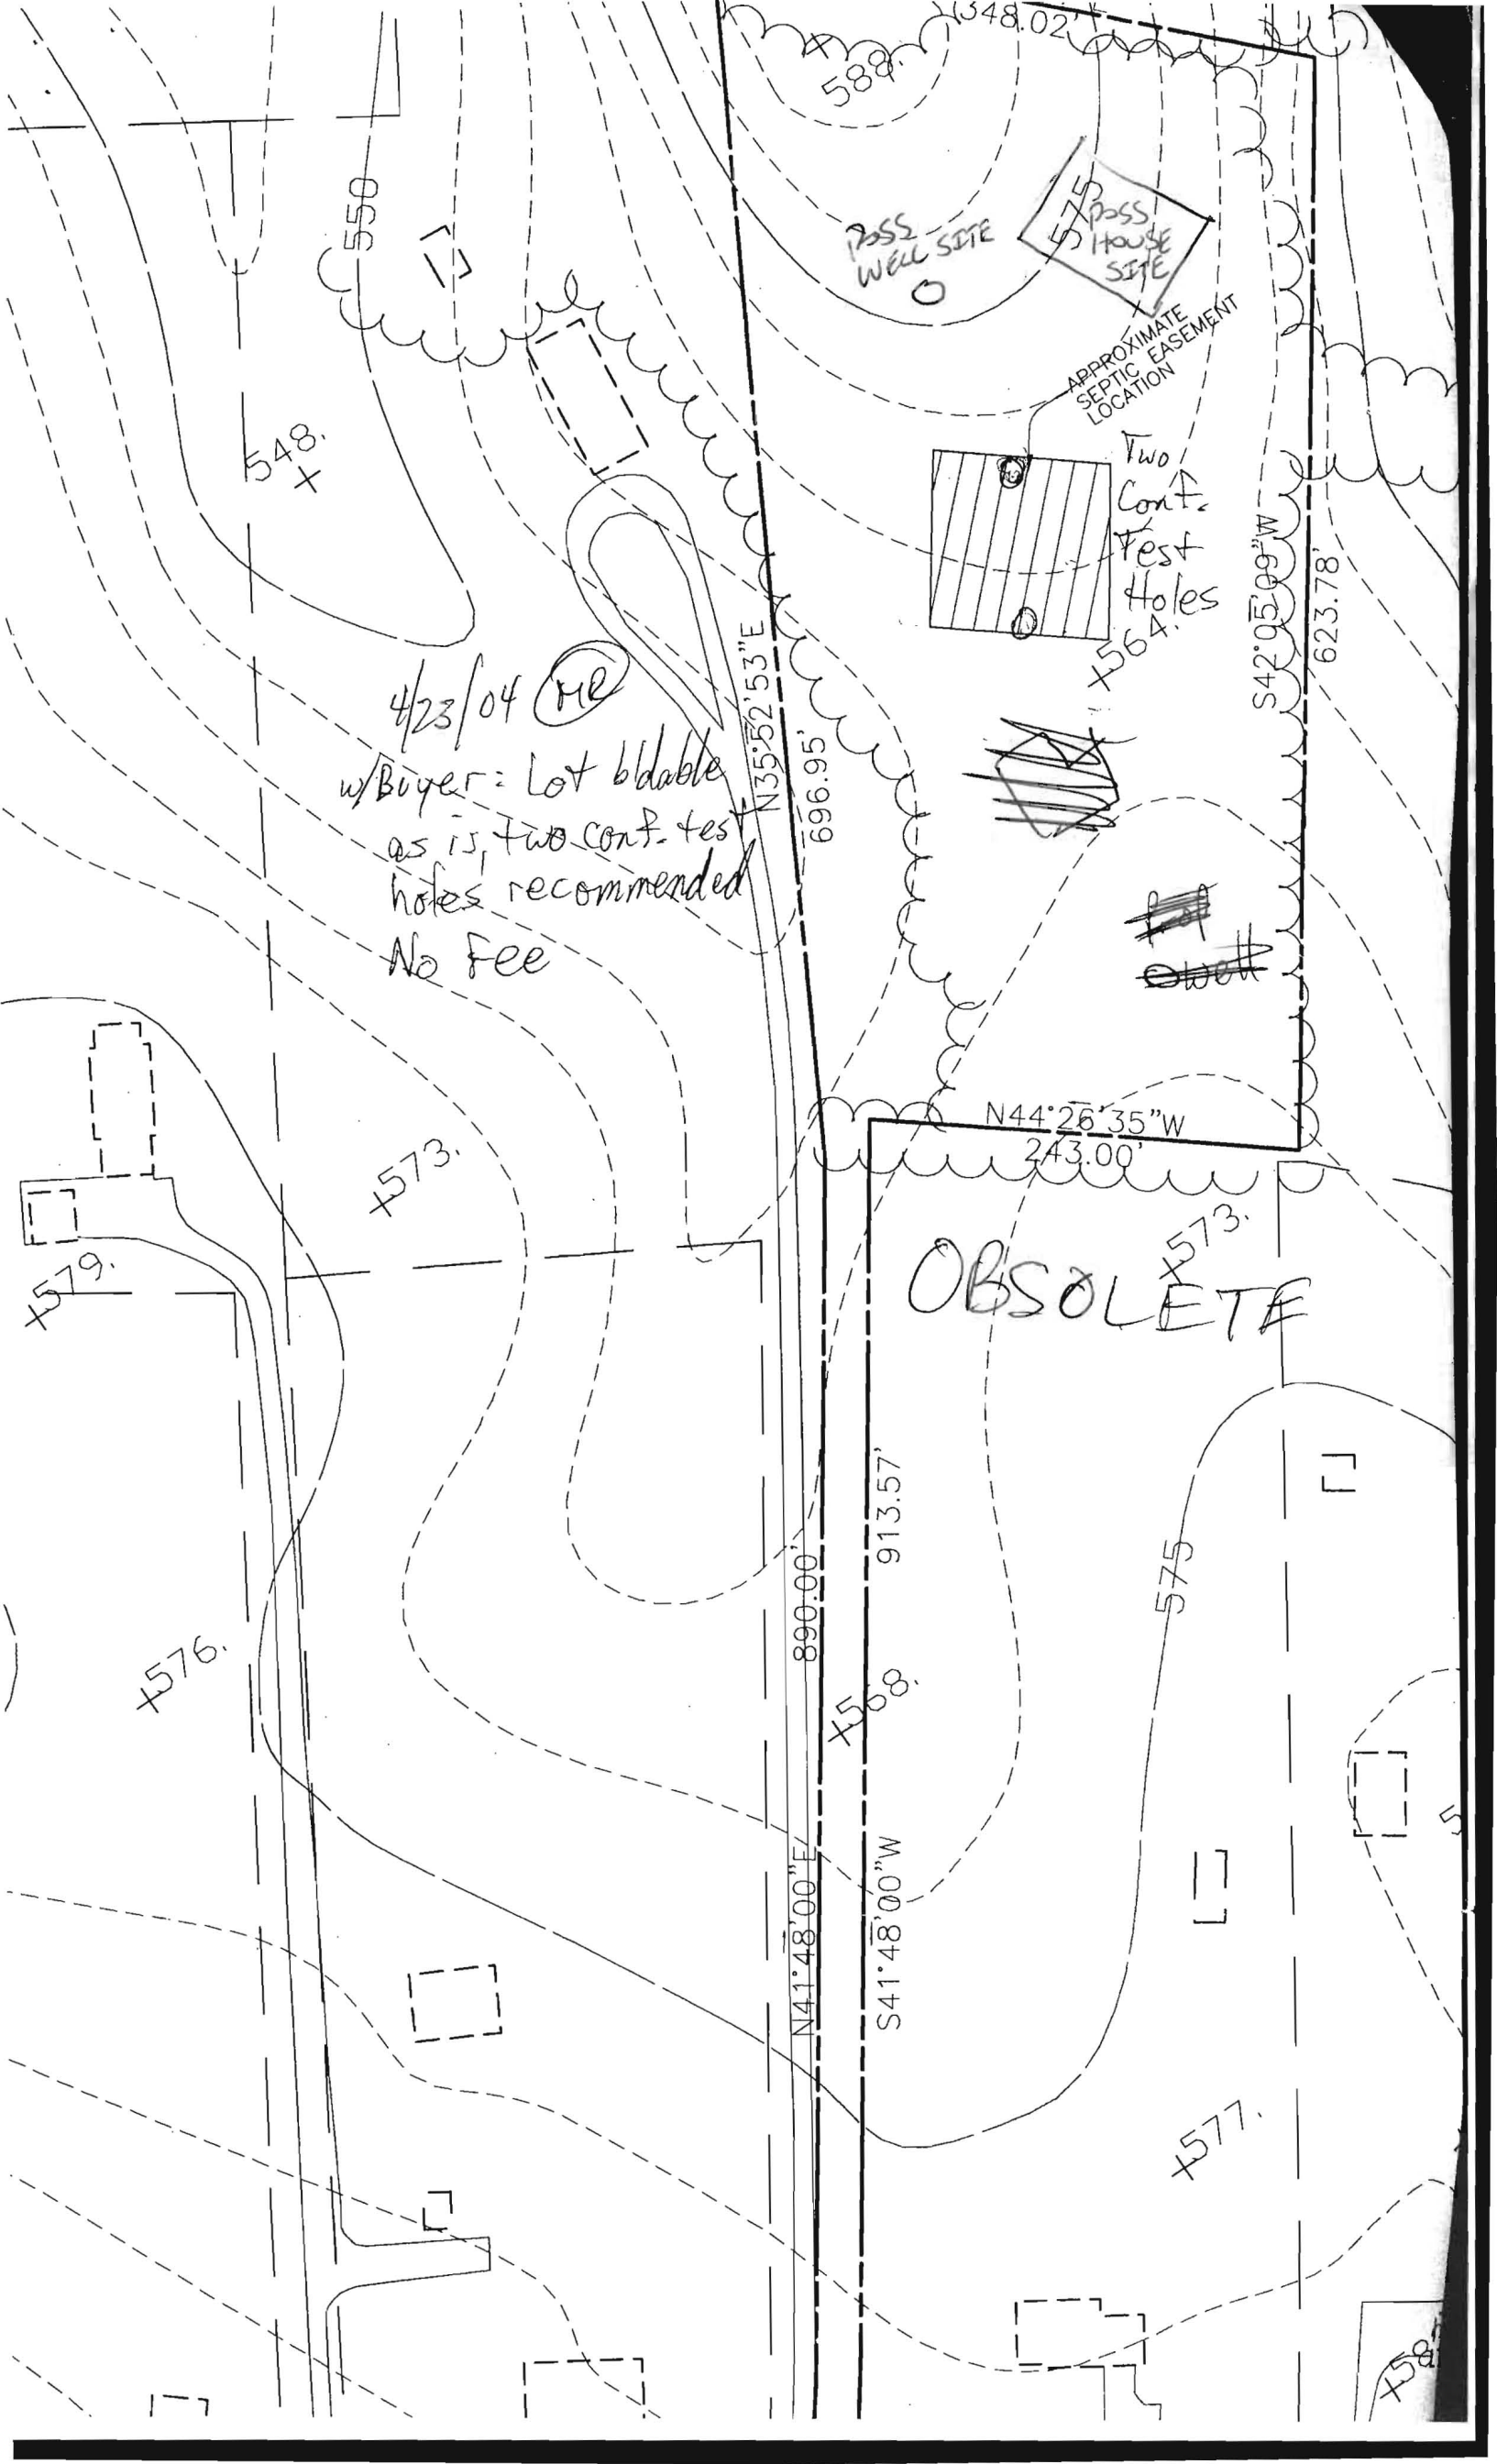 348.02'
588.
550
575
POSS
HOUSE
SITE
POSS
WELL SITE
APPROXIMATE
SEPTIC EASEMENT
LOCATION
548.
Two
Conf.
Test
Holes
564.
S42°05'09"W
623.78'
N35°52'53"E
696.95'
4/23/04 MR
w/Buyer: Lot bldable
as is, two conf. test
holes recommended
No Fee
well
N44°26'35"W
243.00'
573.
573.
579.
OBSOLETE
913.57'
890.00'
575
576.
568.
N41°48'00"E
S41°48'00"W
577.